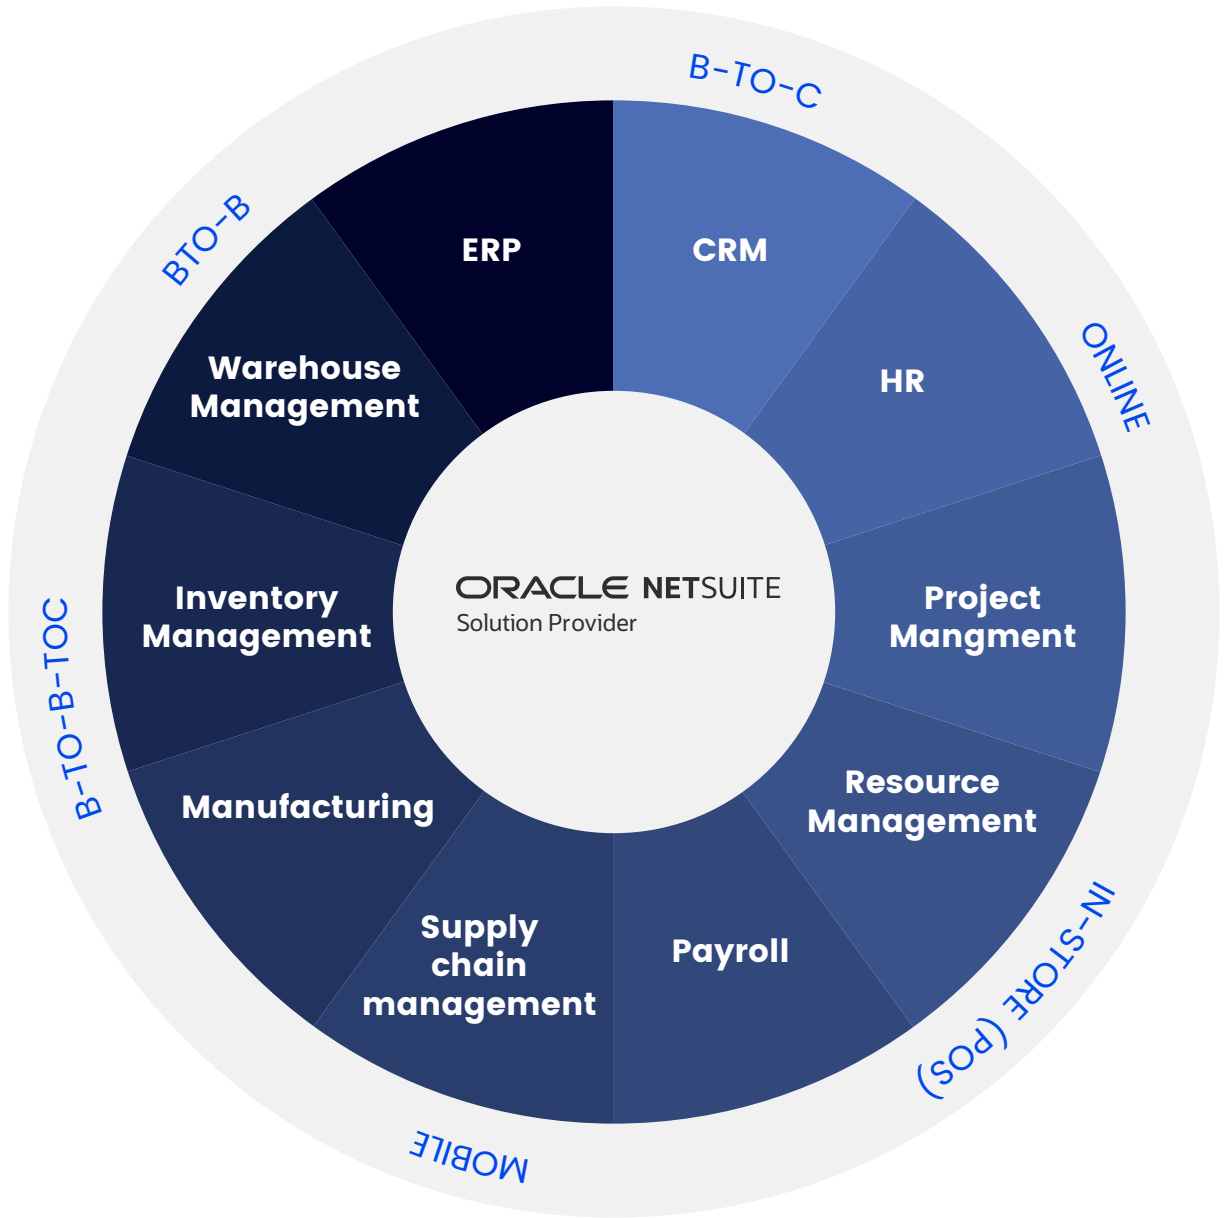 B-TO-C
ONLINE
IN-STORE (POS)
MOBILE
B-TO-B-TOC
BTO-B
ERP
CRM
HR
Project
Mangment
Resource
Management
Payroll
Supply
chain
management
Manufacturing
Inventory
Management
Warehouse
Management
ORACLE NETSUITE
Solution Provider